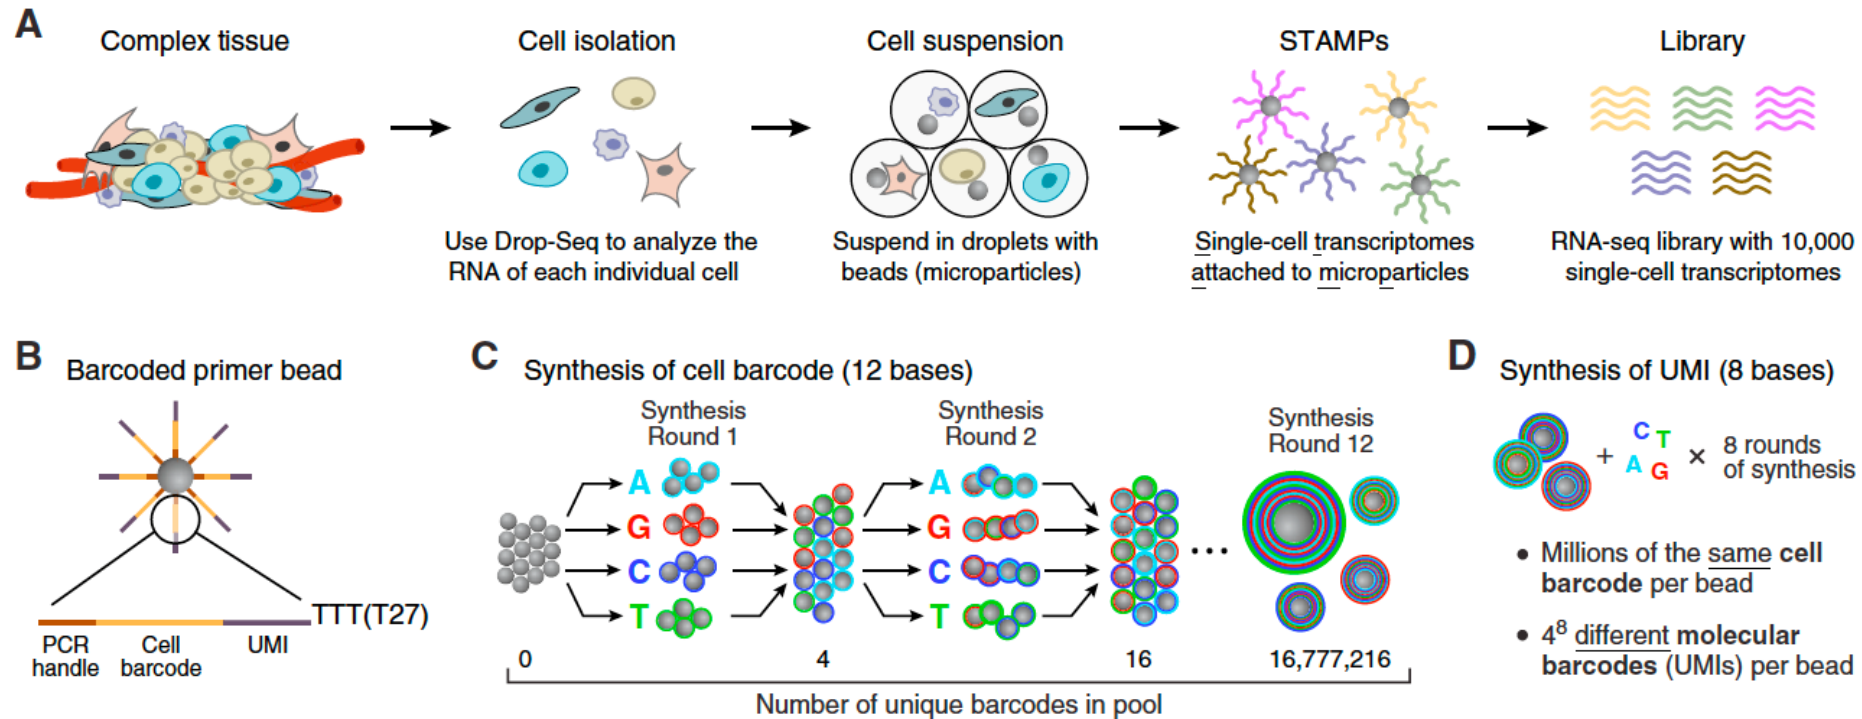 A
Complex tissue
Cell isolation
Cell suspension
STAMPs
Library
Use Drop-Seq to analyze the
RNA of each individual cell
Suspend in droplets with
beads (microparticles)
Single-cell transcriptomes
attached to microparticles
RNA-seq library with 10,000
single-cell transcriptomes
B
Barcoded primer bead
TTT(T27)
PCR
handle
Cell
barcode
UMI
C
Synthesis of cell barcode (12 bases)
Synthesis
Round 1
Synthesis
Round 2
Synthesis
Round 12
A
G
C
T
A
G
C
T
...
0
4
16
16,777,216
Number of unique barcodes in pool
D
Synthesis of UMI (8 bases)
+
C T
A G
×
8 rounds
of synthesis
• Millions of the same cell
barcode per bead
• 4⁸ different molecular
barcodes (UMIs) per bead